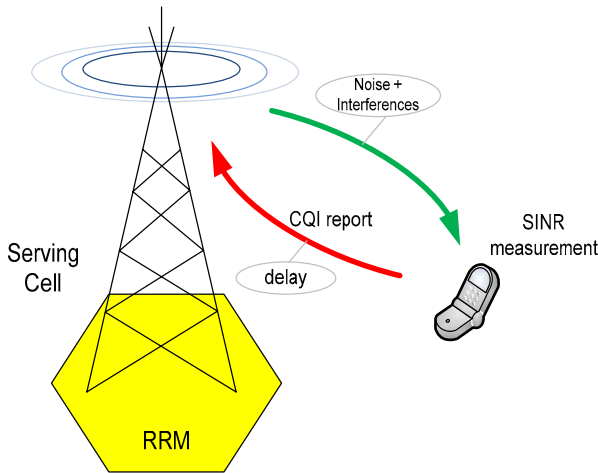 Noise +
Interferences
CQI report
delay
SINR
measurement
Serving
Cell
RRM